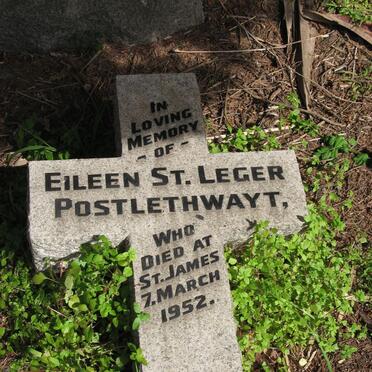 IN
LOVING
MEMORY
- OF -
EILEEN ST. LEGER
POSTLETHWAYT,
WHO
DIED AT
ST. JAMES
7. MARCH
1952.